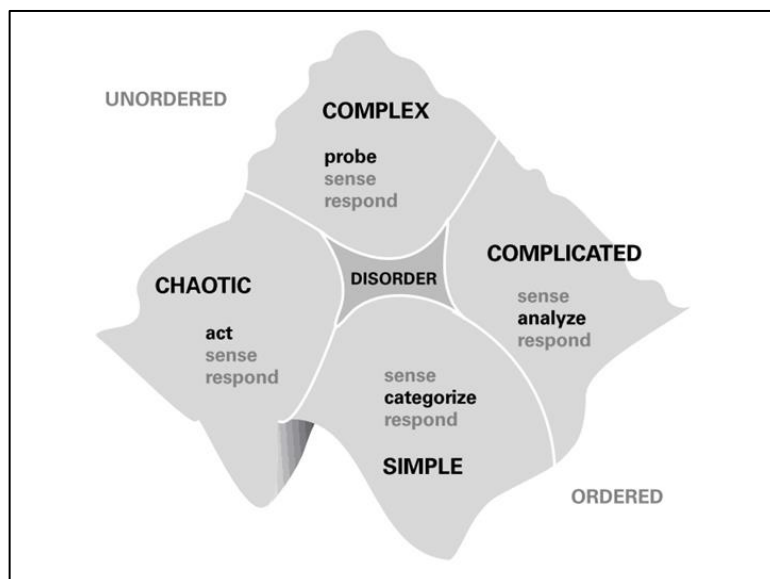 UNORDERED
COMPLEX
probe
sense
respond
COMPLICATED
sense
analyze
respond
DISORDER
CHAOTIC
act
sense
respond
sense
categorize
respond
SIMPLE
ORDERED